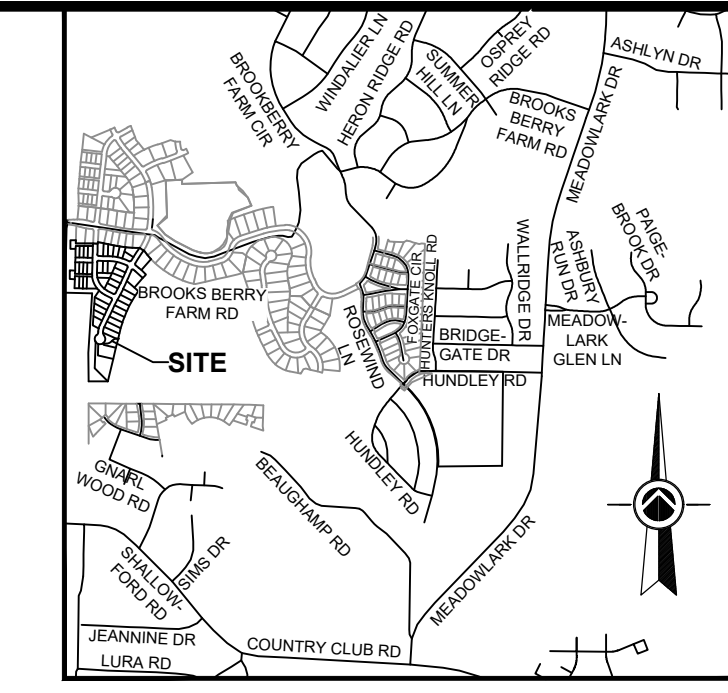 BROOKBERRY
FARM CIR
WINDALIER LN
HERON RIDGE RD
SUMMER
HILL LN
OSPREY
RIDGE RD
BROOKS
BERRY
FARM RD
ASHLYN DR
MEADOWLARK DR
PAIGE-
BROOK DR
ASHBURY
RUN DR
WALLRIDGE DR
FOXGATE CIR
HUNTERS KNOLL RD
BROOKS BERRY
FARM RD
ROSEWIND
LN
BRIDGE-
GATE DR
MEADOW-
LARK
GLEN LN
HUNDLEY RD
SITE
HUNDLEY RD
GNARL
WOOD RD
BEAUGHAMP RD
SIMS DR
SHALLOW-
FORD RD
MEADOWLARK DR
JEANNINE DR
LURA RD
COUNTRY CLUB RD